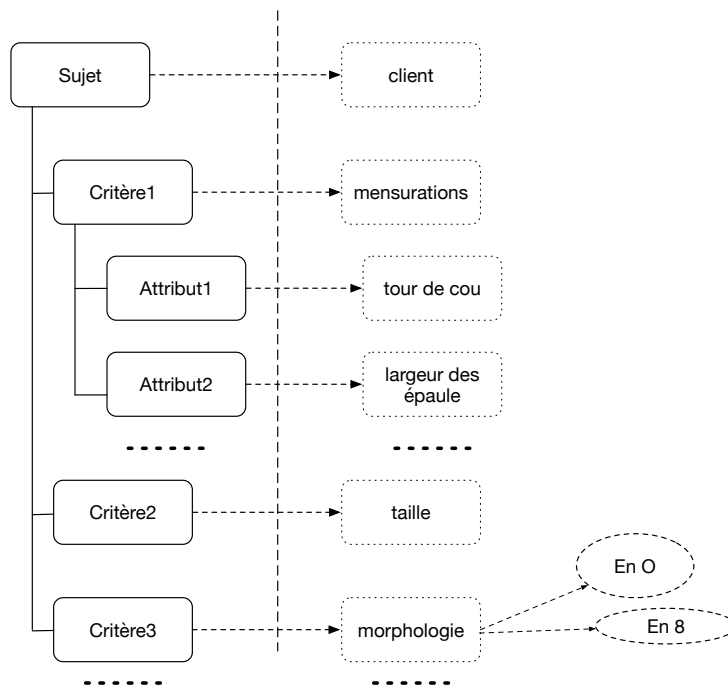 Sujet
client
Critère1
mensurations
Attribut1
tour de cou
Attribut2
largeur des
épaule
Critère2
taille
En O
Critère3
morphologie
En 8